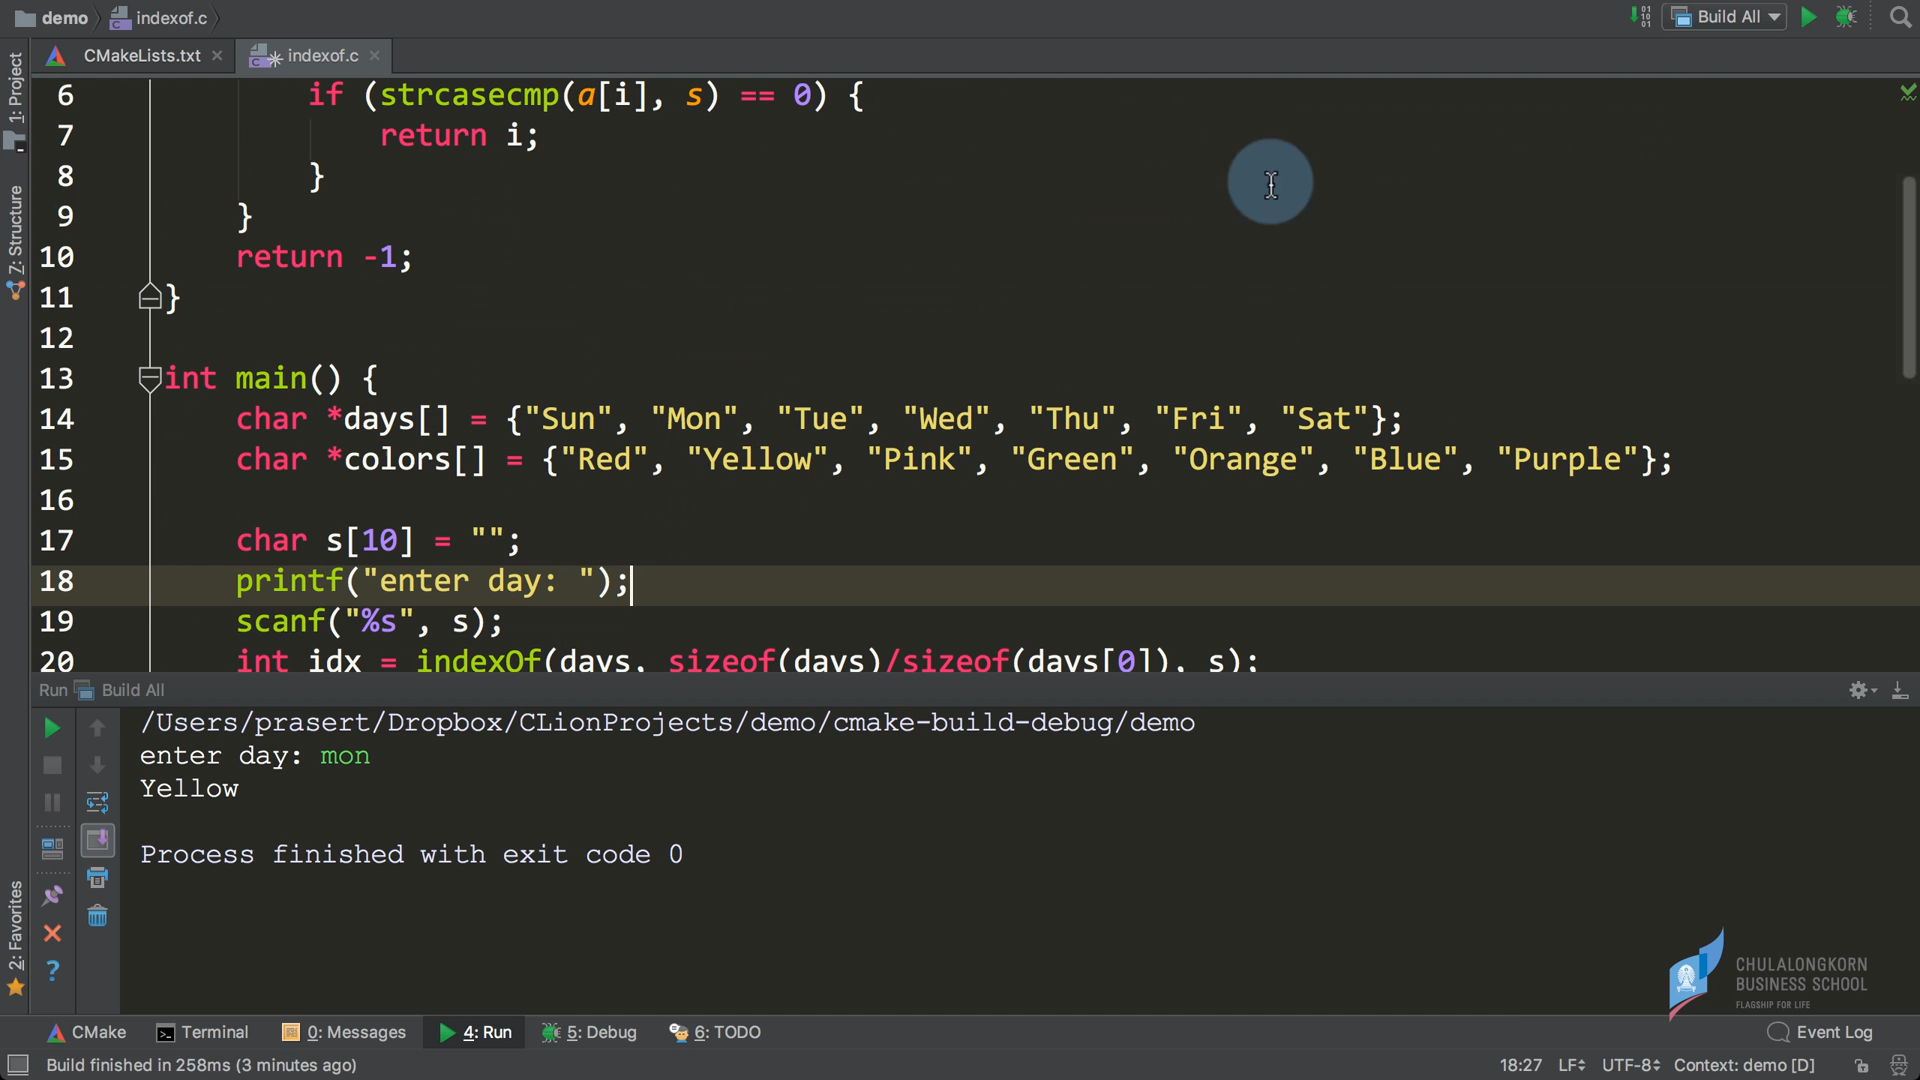 demo indexof.c
Build All
CMakeLists.txt indexof.c
1: Project
7: Structure
2: Favorites
6 if (strcasecmp(a[i], s) == 0) {
7 return i;
8 }
9 }
10 return -1;
11 }
12
13 int main() {
14 char *days[] = {"Sun", "Mon", "Tue", "Wed", "Thu", "Fri", "Sat"};
15 char *colors[] = {"Red", "Yellow", "Pink", "Green", "Orange", "Blue", "Purple"};
16
17 char s[10] = "";
18 printf("enter day: ");
19 scanf("%s", s);
20 int idx = indexOf(days, sizeof(days)/sizeof(days[0]), s);
Run Build All
/Users/prasert/Dropbox/CLionProjects/demo/cmake-build-debug/demo
enter day: mon
Yellow
Process finished with exit code 0
CHULALONGKORN
BUSINESS SCHOOL
FLAGSHIP FOR LIFE
CMake Terminal 0: Messages 4: Run 5: Debug 6: TODO Event Log
Build finished in 258ms (3 minutes ago) 18:27 LF UTF-8 Context: demo [D]